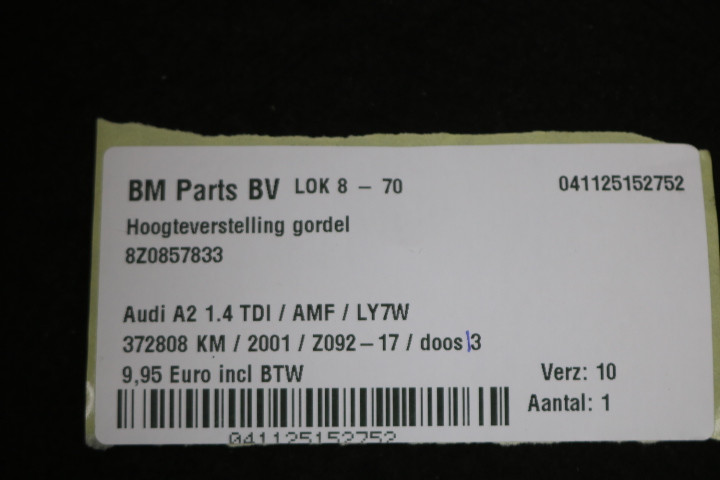 BM Parts BV LOK 8 – 70 041125152752
Hoogteverstelling gordel
8Z0857833
Audi A2 1.4 TDI / AMF / LY7W
372808 KM / 2001 / Z092–17 / doos 3
9,95 Euro incl BTW Verz: 10
Aantal: 1
041125152752